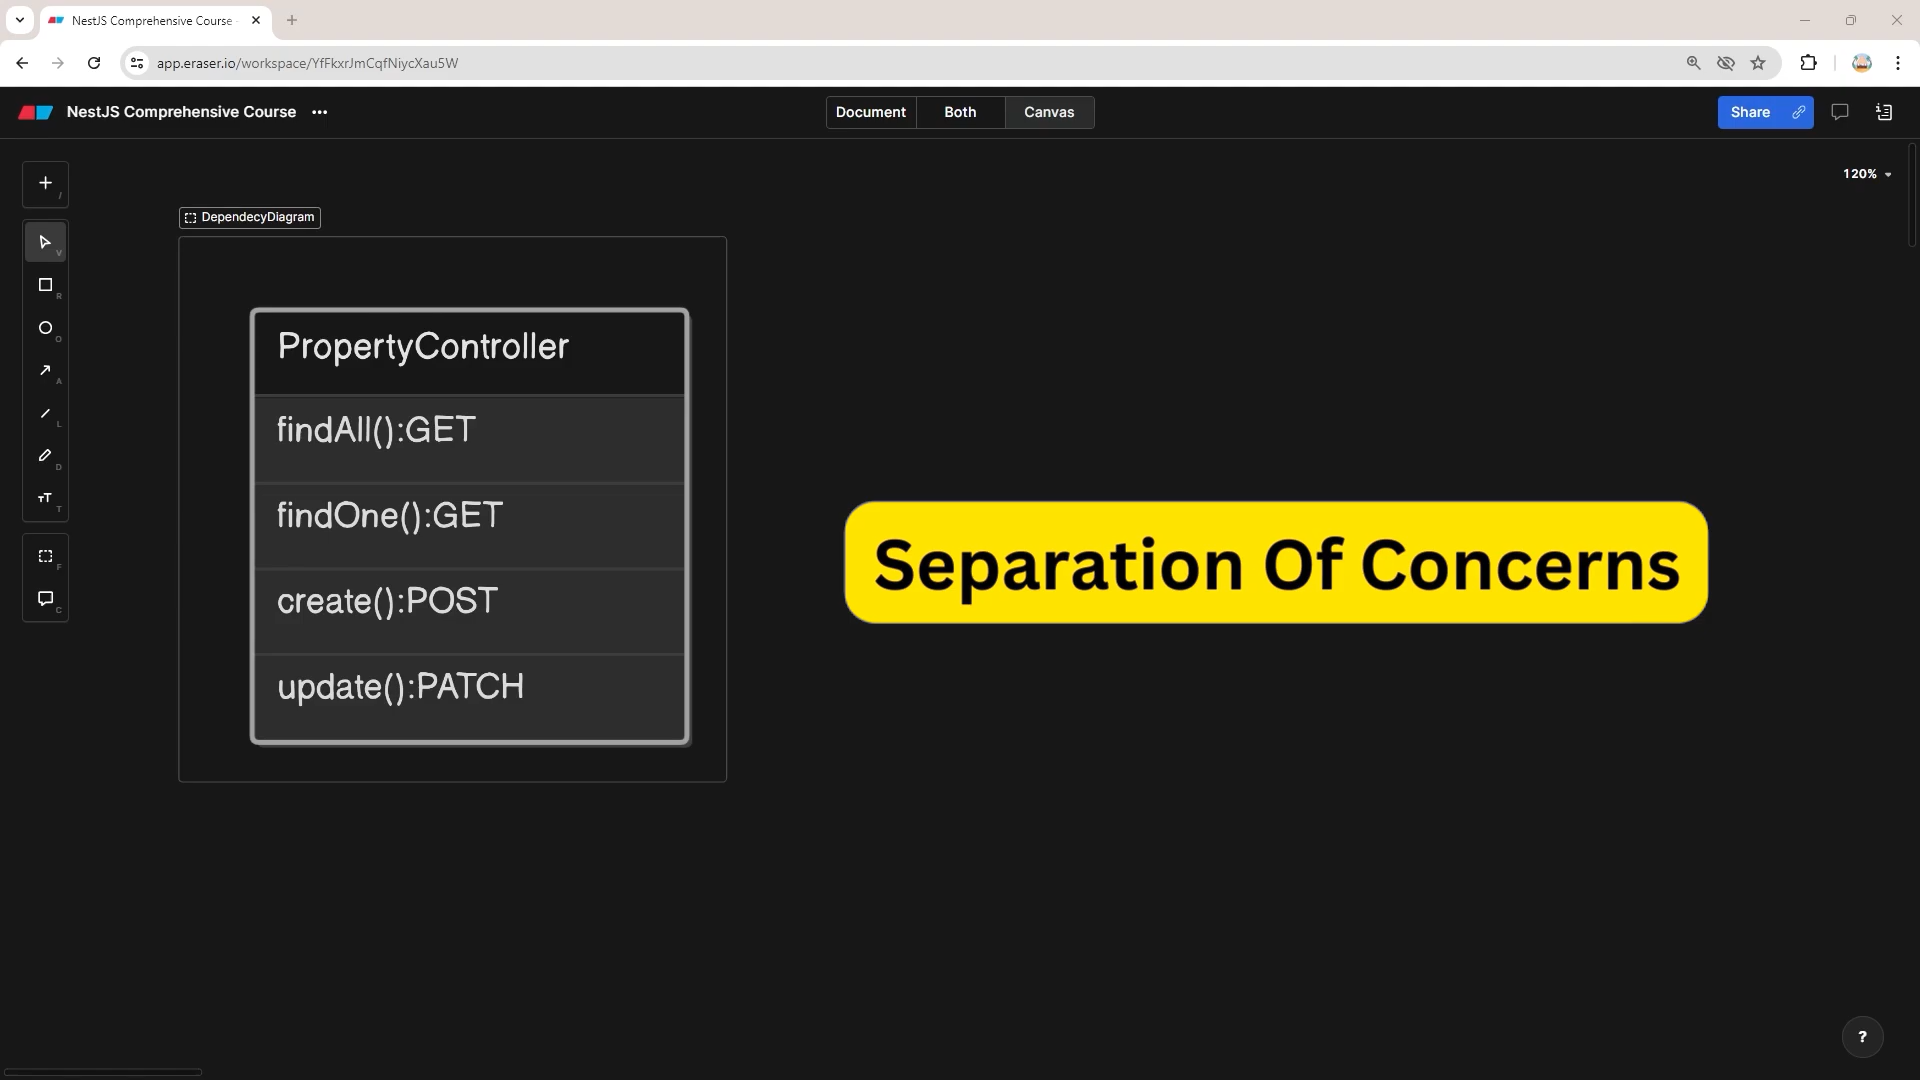 NestJS Comprehensive Course
app.eraser.io/workspace/YfFkxrJmCqfNiycXau5W
NestJS Comprehensive Course
Document
Both
Canvas
Share
120%
/
V
R
O
A
L
D
T
F
C
DependecyDiagram
PropertyController
findAll():GET
findOne():GET
create():POST
update():PATCH
Separation Of Concerns
?